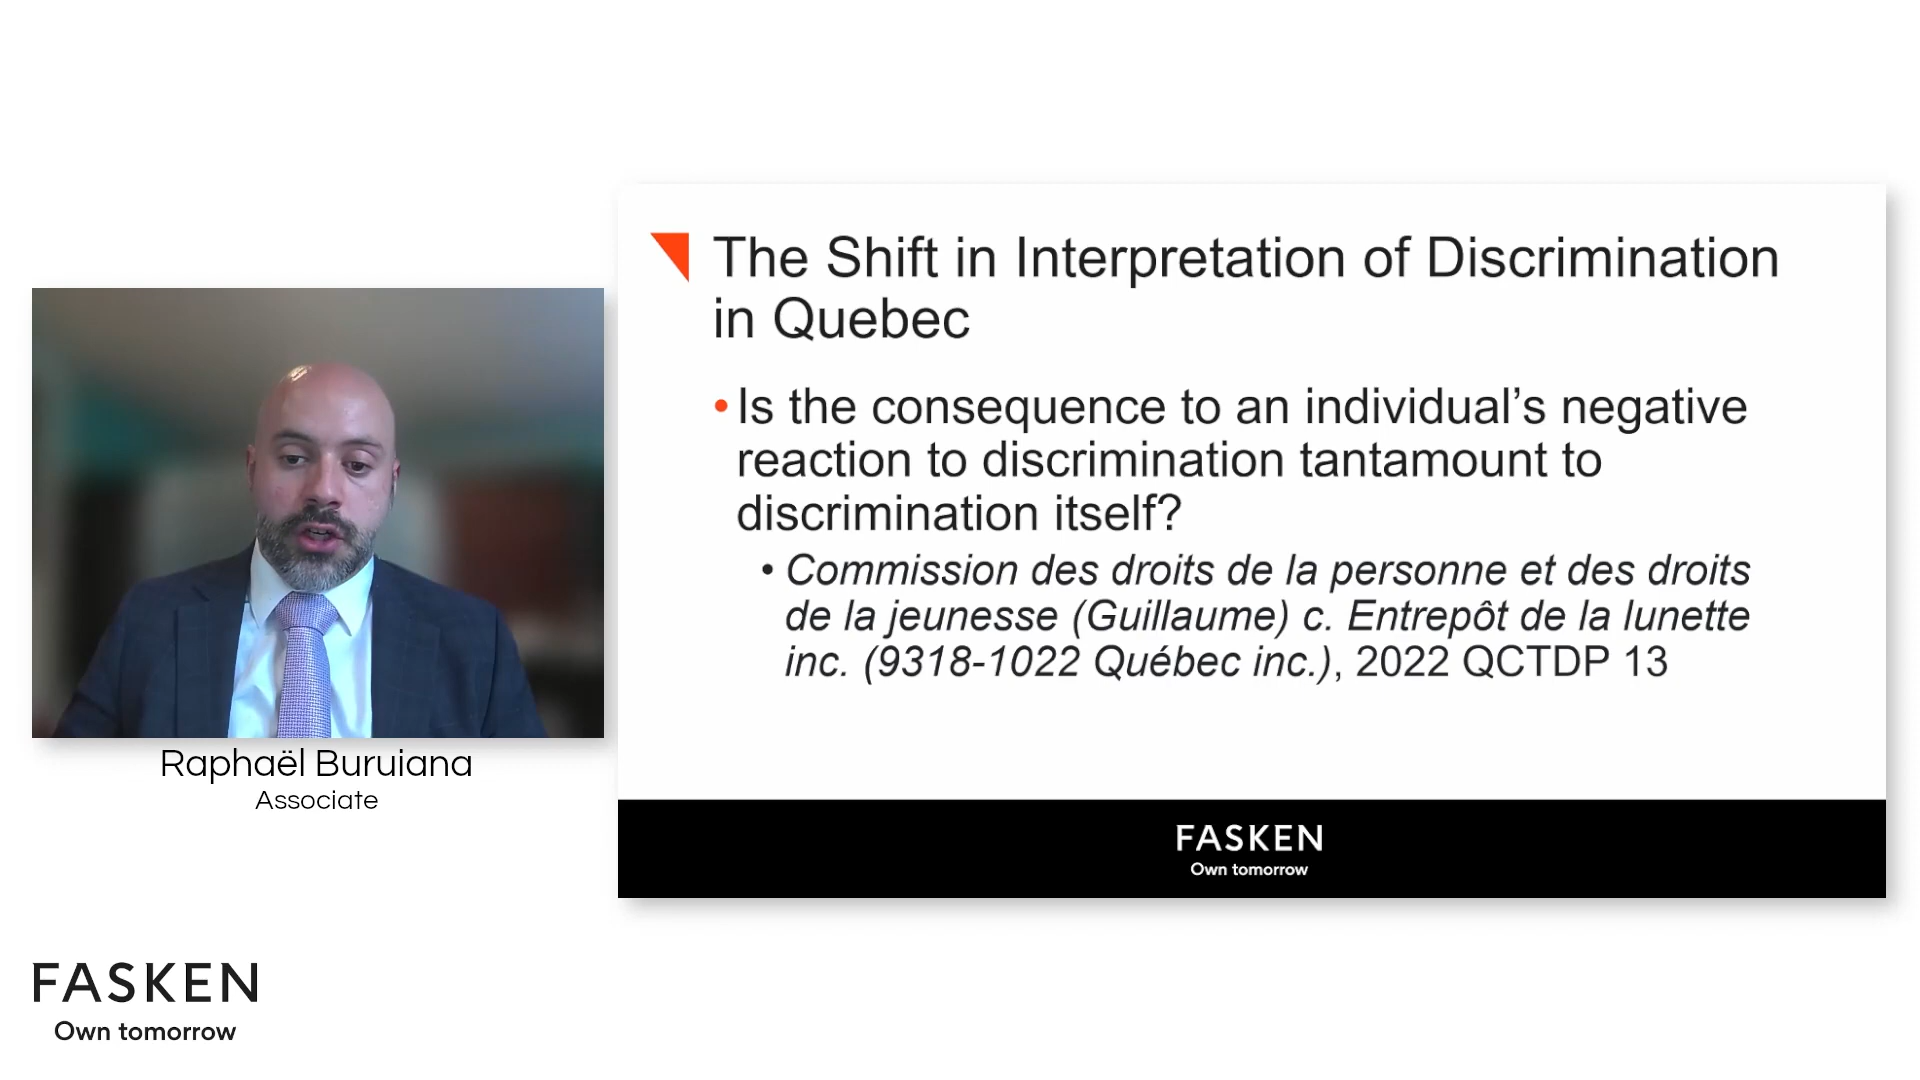 The Shift in Interpretation of Discrimination
in Quebec
• Is the consequence to an individual’s negative
reaction to discrimination tantamount to
discrimination itself?
• Commission des droits de la personne et des droits
de la jeunesse (Guillaume) c. Entrepôt de la lunette
inc. (9318-1022 Québec inc.), 2022 QCTDP 13
FASKEN
Own tomorrow
Raphaël Buruiana
Associate
FASKEN
Own tomorrow